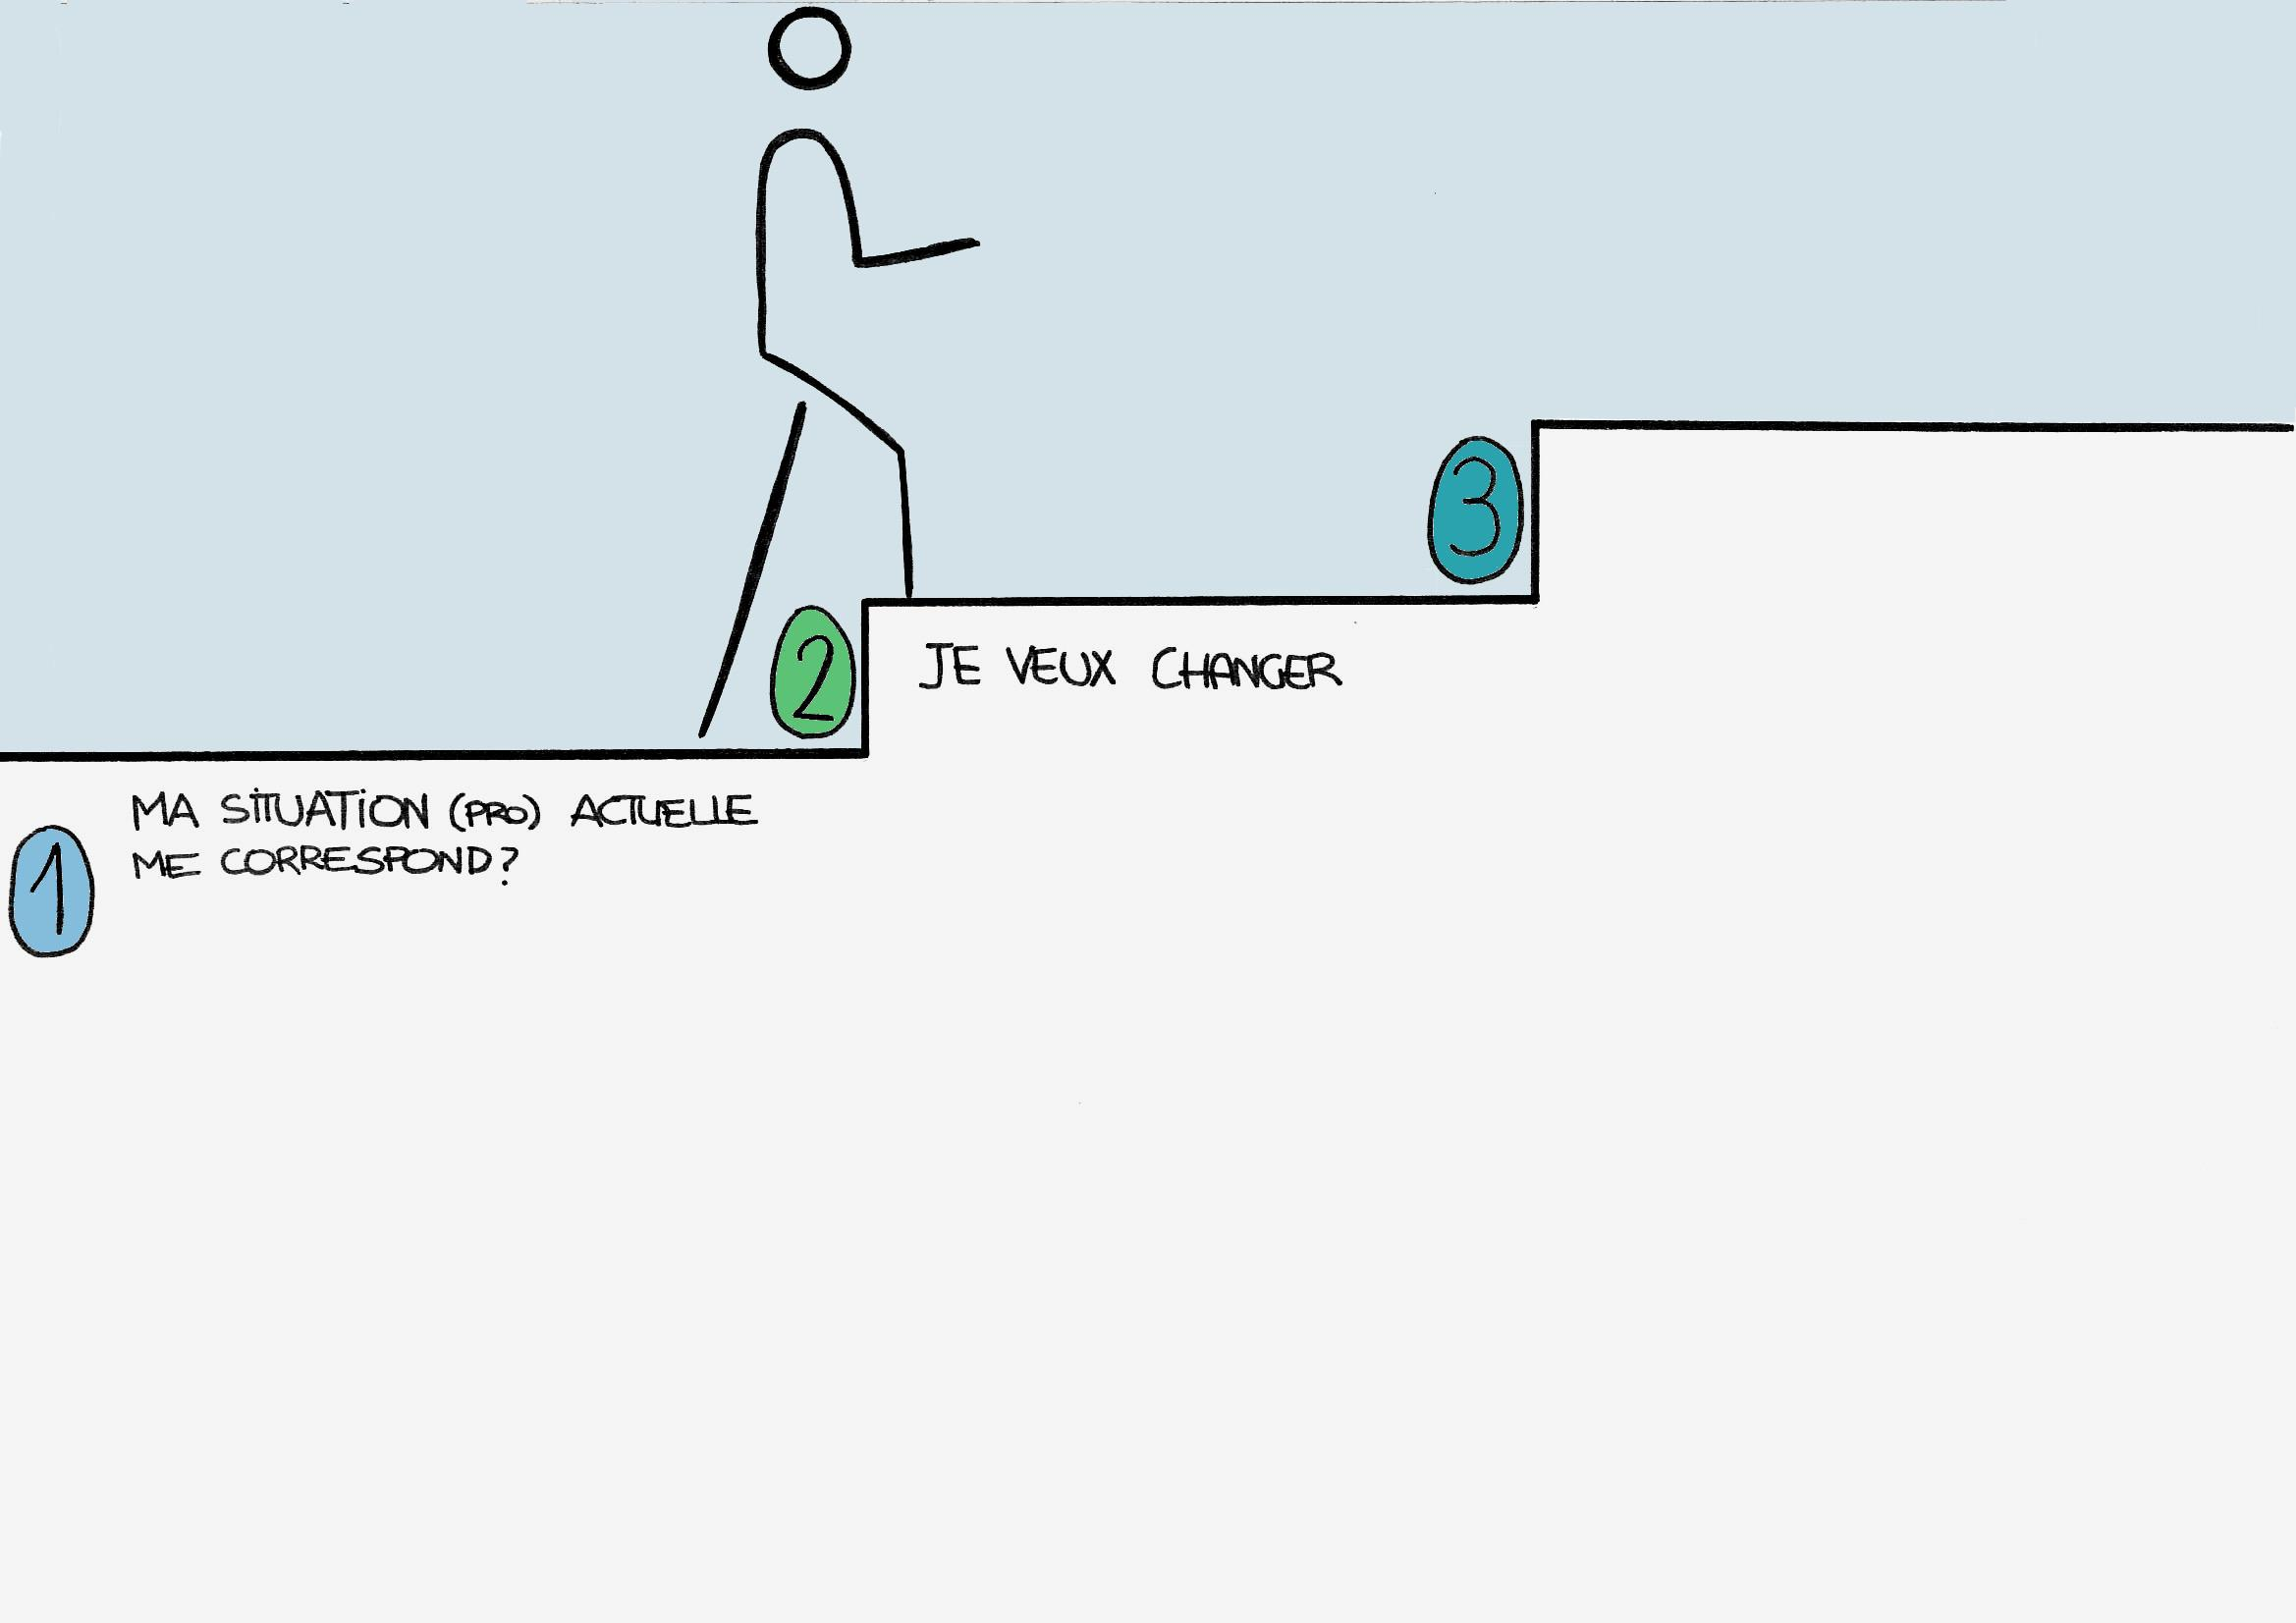 3
2
JE VEUX CHANGER
MA SITUATION (PRO) ACTUELLE
ME CORRESPOND?
1